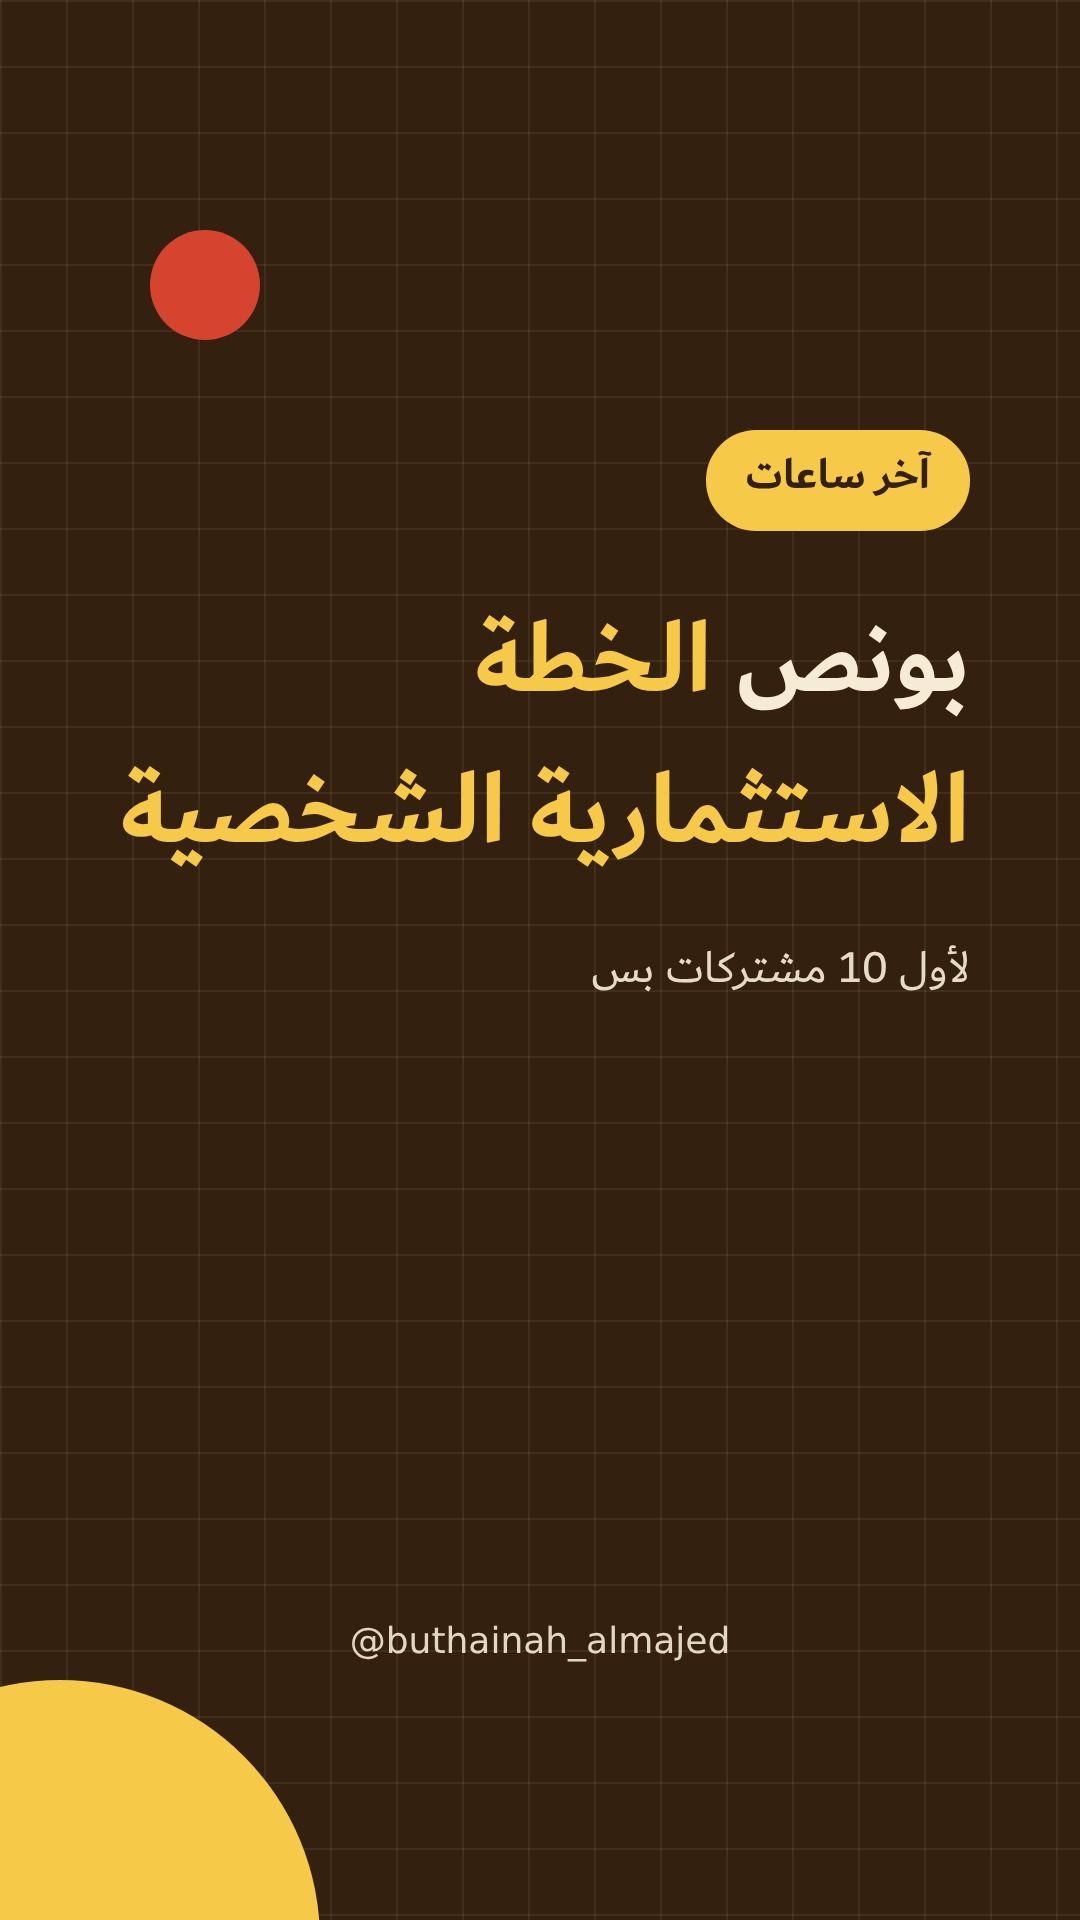 آخر ساعات
بونص الخطة
الاستثمارية الشخصية
لأول 10 مشتركات بس
@buthainah_almajed